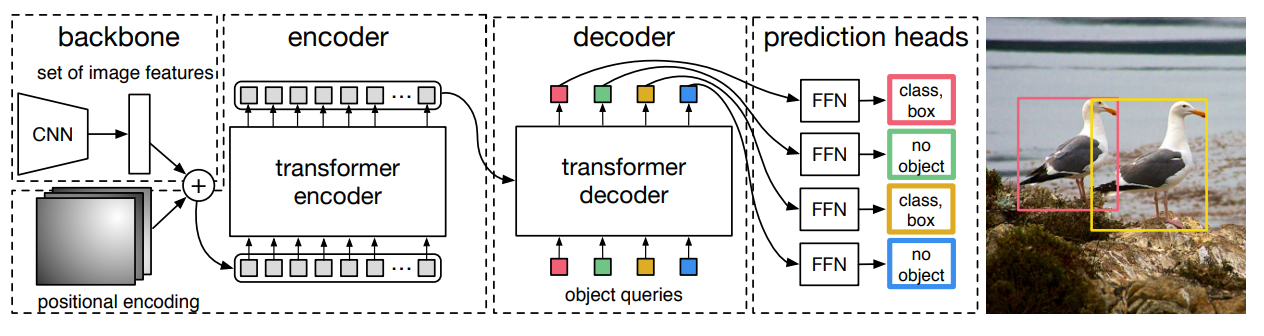 backbone
set of image features
CNN
+
positional encoding
encoder
...
transformer
encoder
...
decoder
transformer
decoder
object queries
prediction heads
FFN
class,
box
FFN
no
object
FFN
class,
box
FFN
no
object